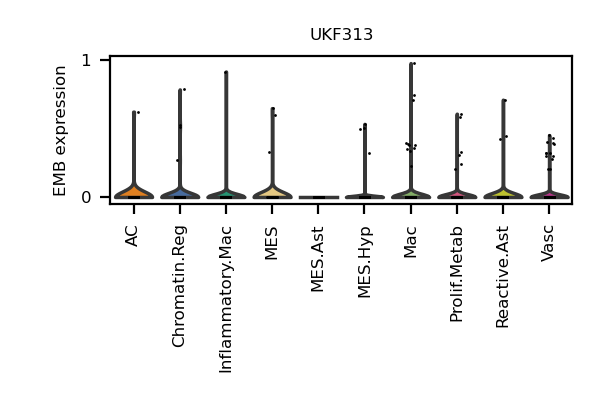 UKF313
EMB expression
1
0
AC
Chromatin.Reg
Inflammatory.Mac
MES
MES.Ast
MES.Hyp
Mac
Prolif.Metab
Reactive.Ast
Vasc